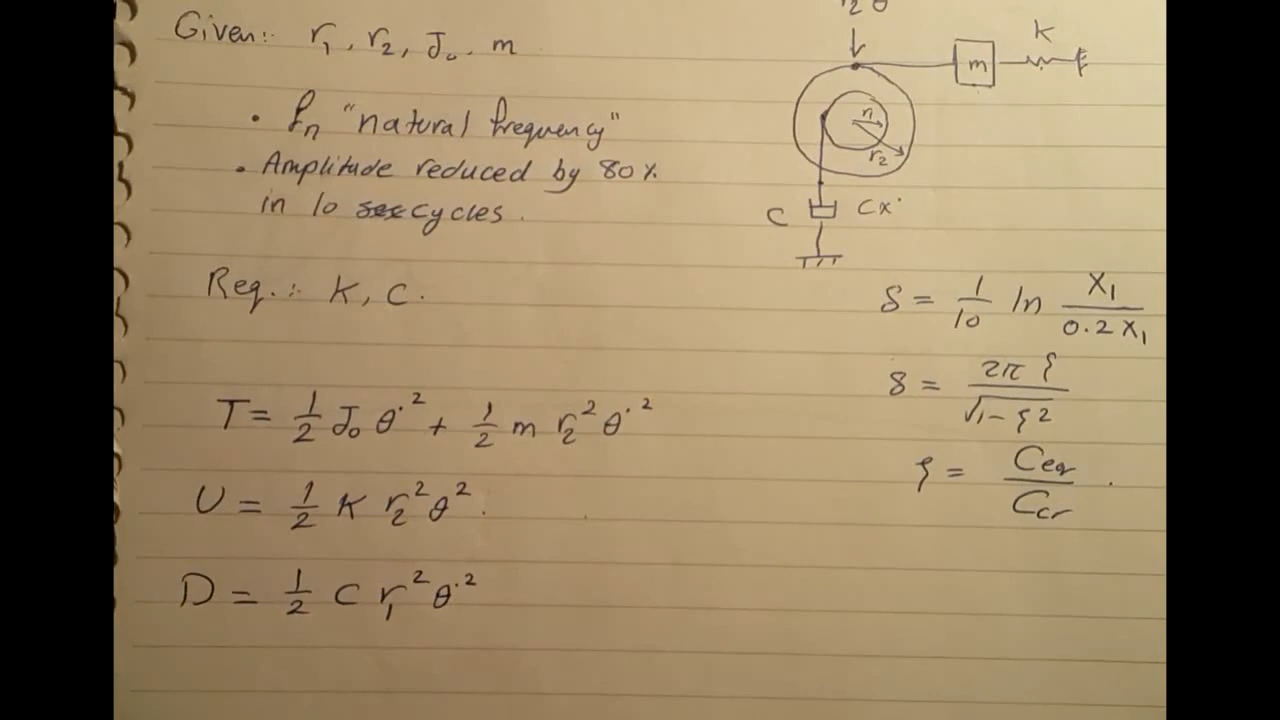 Given:- r₁, r₂, J₀, m
• fₙ "natural frequency"
• Amplitude reduced by 80%
in 10 cycles.
Req.: K, C.
T = 1/2 J₀ θ̇² + 1/2 m r₂² θ̇²
U = 1/2 K r₂² θ².
D = 1/2 C r₁² θ̇²
r₂ θ
K
m
r₁
r₂
C
Cẋ
δ = 1/10 ln X₁/0.2 X₁
δ = 2π ξ/√1-ξ²
ξ = Ceq/Ccr.